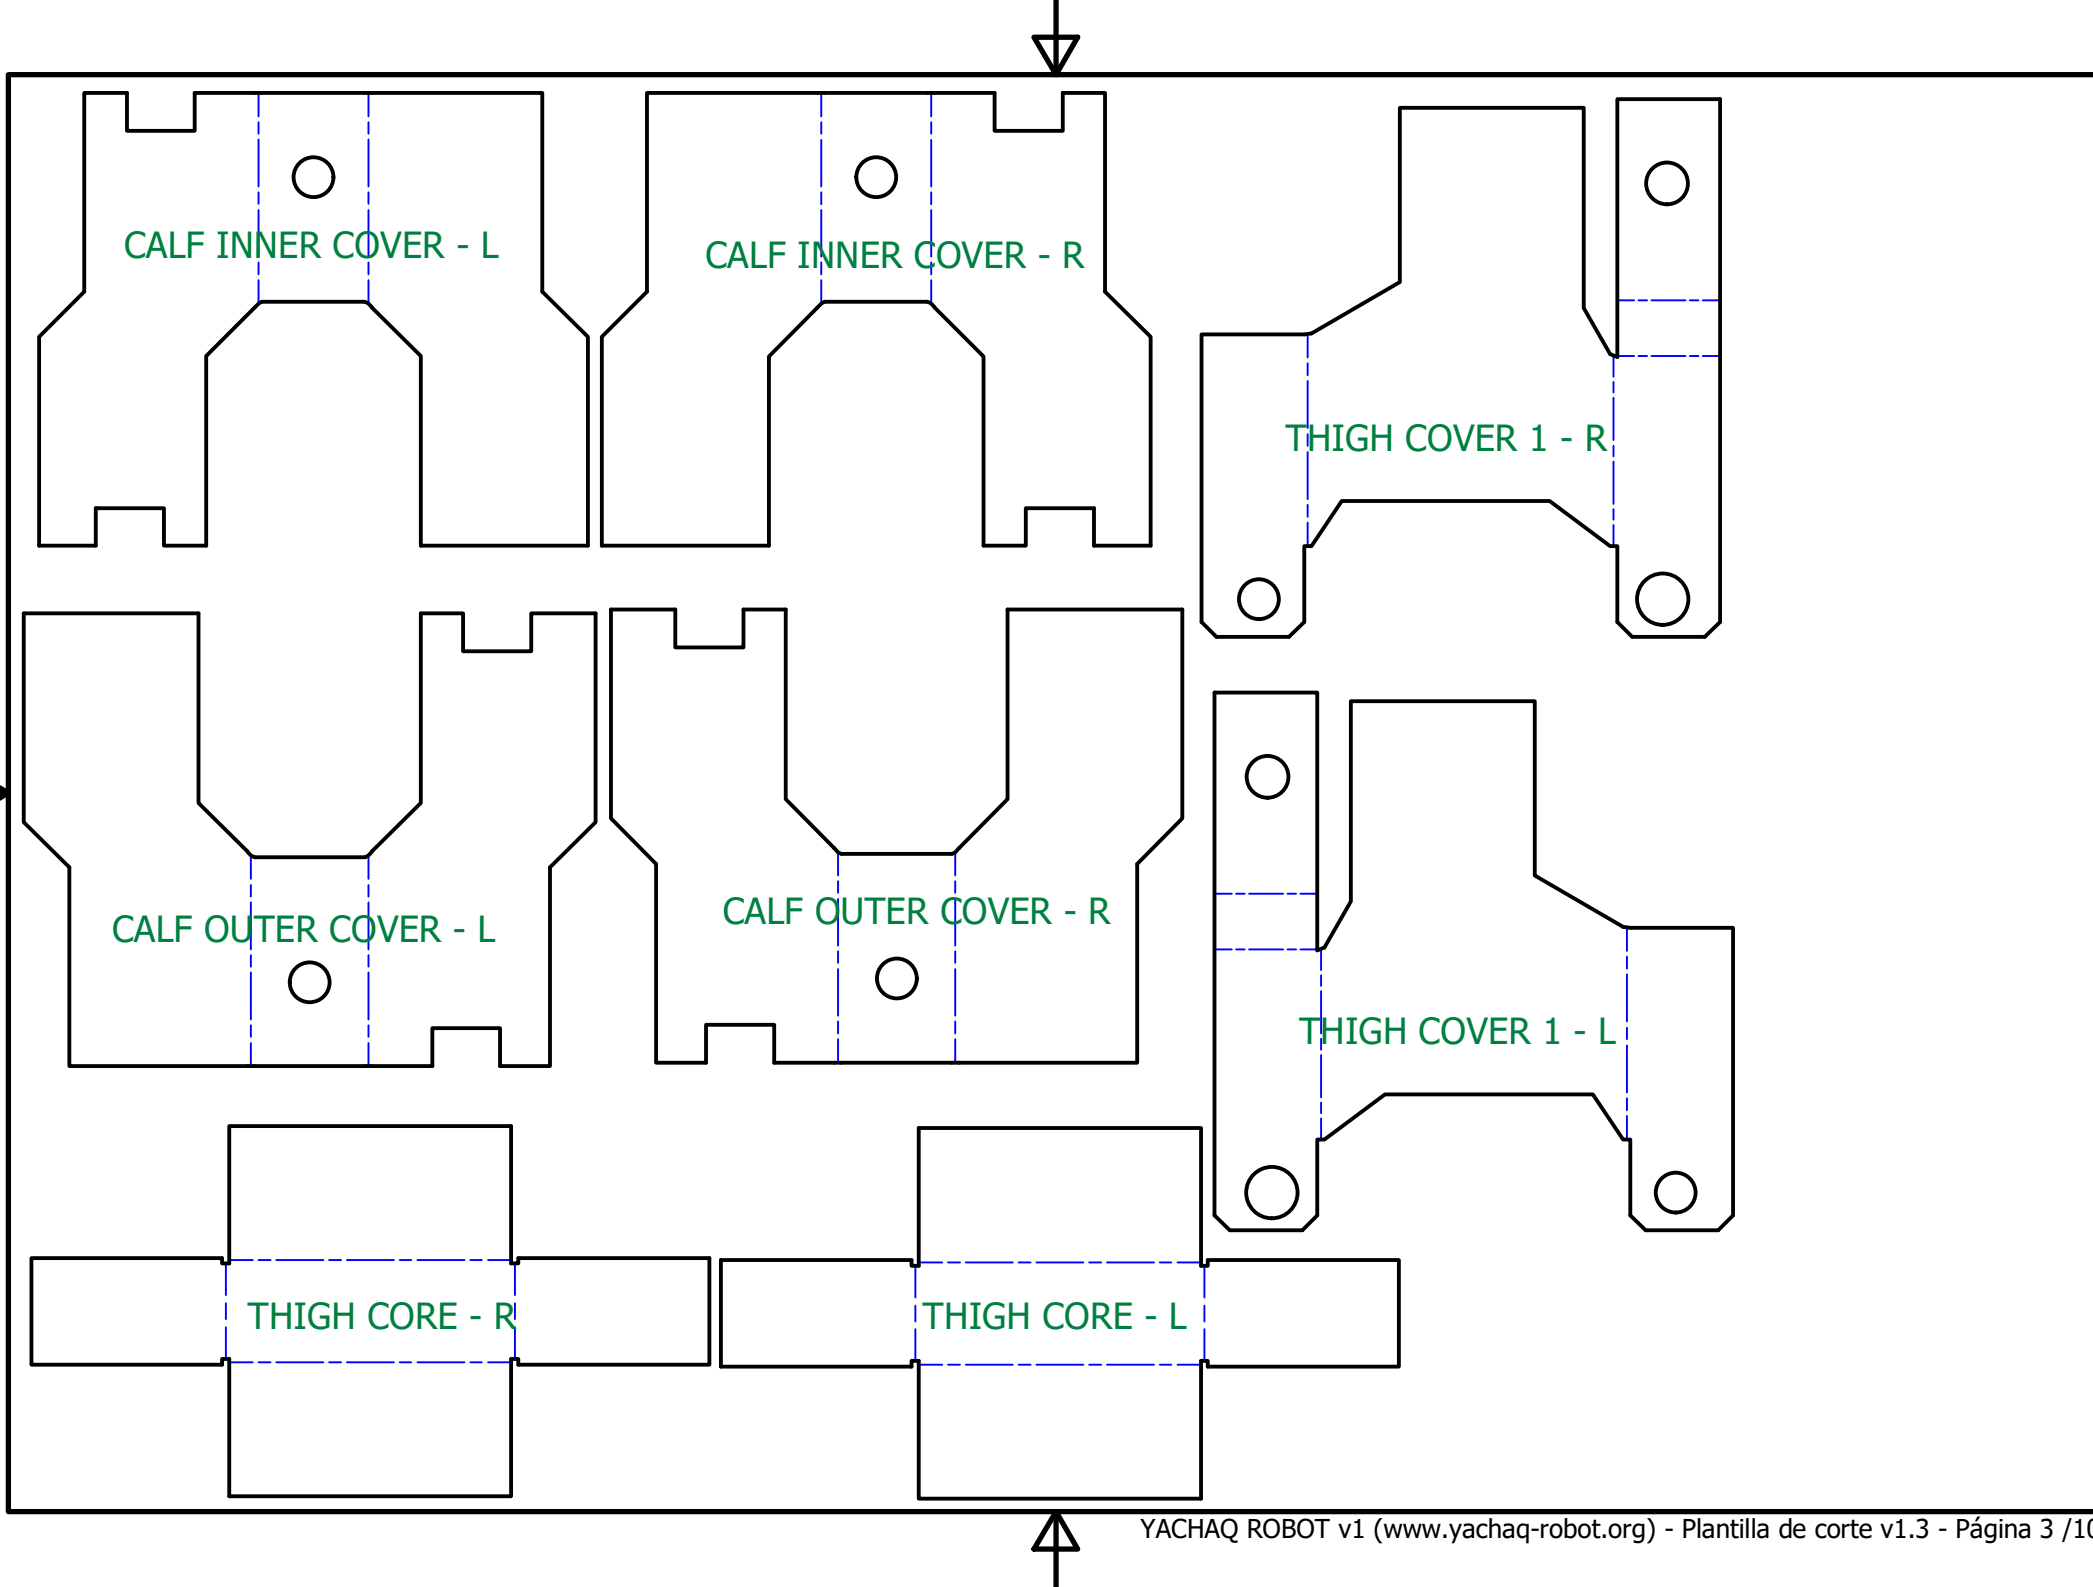 CALF INNER COVER - L
CALF INNER COVER - R
THIGH COVER 1 - R
CALF OUTER COVER - L
CALF OUTER COVER - R
THIGH COVER 1 - L
THIGH CORE - R
THIGH CORE - L
YACHAQ ROBOT v1 (www.yachaq-robot.org) - Plantilla de corte v1.3 - Página 3 /10